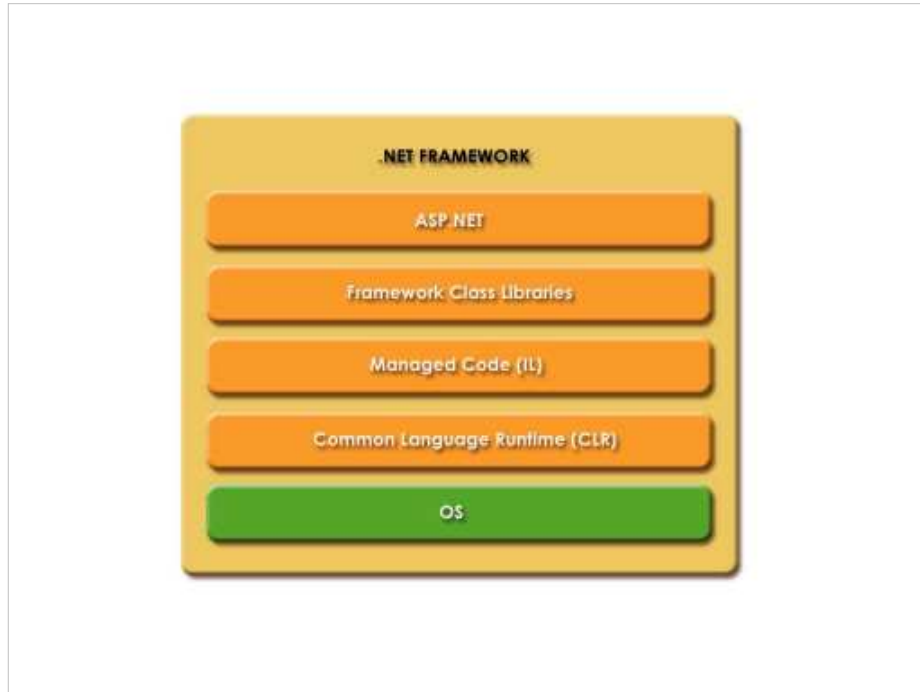 .NET FRAMEWORK
ASP.NET
Framework Class Libraries
Managed Code (IL)
Common Language Runtime (CLR)
OS